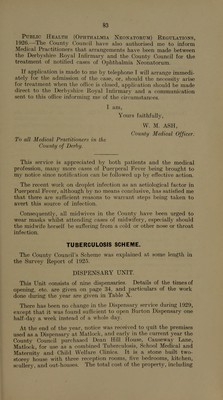 93
PUBLIC HEALTH (OPHTHALMIA NEONATORUM) REGULATIONS,
1926.—The County Council have also authorised me to inform
Medical Practitioners that arrangements have been made between
the Derbyshire Royal Infirmary and the County Council for the
treatment of notified cases of Ophthalmia Neonatorum.
If application is made to me by telephone I will arrange immedi-
ately for the admission of the case, or, should the necessity arise
for treatment when the office is closed, application should be made
direct to the Derbyshire Royal Infirmary and a communication
sent to this office informing me of the circumstances.
I am,
Yours faithfully,
W. M. ASH,
County Medical Officer.
To all Medical Practitioners in the
County of Derby.
This service is appreciated by both patients and the medical
profession, many more cases of Puerperal Fever being brought to
my notice since notification can be followed up by effective action.
The recent work on droplet infection as an aetiological factor in
Puerperal Fever, although by no means conclusive, has satisfied me
that there are sufficient reasons to warrant steps being taken to
avert this source of infection.
Consequently, all midwives in the County have been urged to
wear masks whilst attending cases of midwifery, especially should
the midwife herself be suffering from a cold or other nose or throat
infection.
TUBERCULOSIS SCHEME.
The County Council's Scheme was explained at some length in
the Survey Report of 1925.
DISPENSARY UNIT
This Unit consists of nine dispensaries. Details of the times of
opening, etc. are given on page 34, and particulars of the work
done during the year are given in Table X.
There has been no change in the Dispensary service during 1929,
except that it was found sufficient to open Buxton Dispensary one
half-day a week instead of a whole day.
At the end of the year, notice was received to quit the premises
used as a Dispensary at Matlock, and early in the current year the
County Council purchased Dean Hill House, Causeway Lane,
Matlock, for use as a combined Tuberculosis, School Medical and
Maternity and Child Welfare Clinics. It is a stone built two-
storey house with three reception rooms, five bedrooms, kitchen,
scullery, and out-houses. The total cost of the property, including